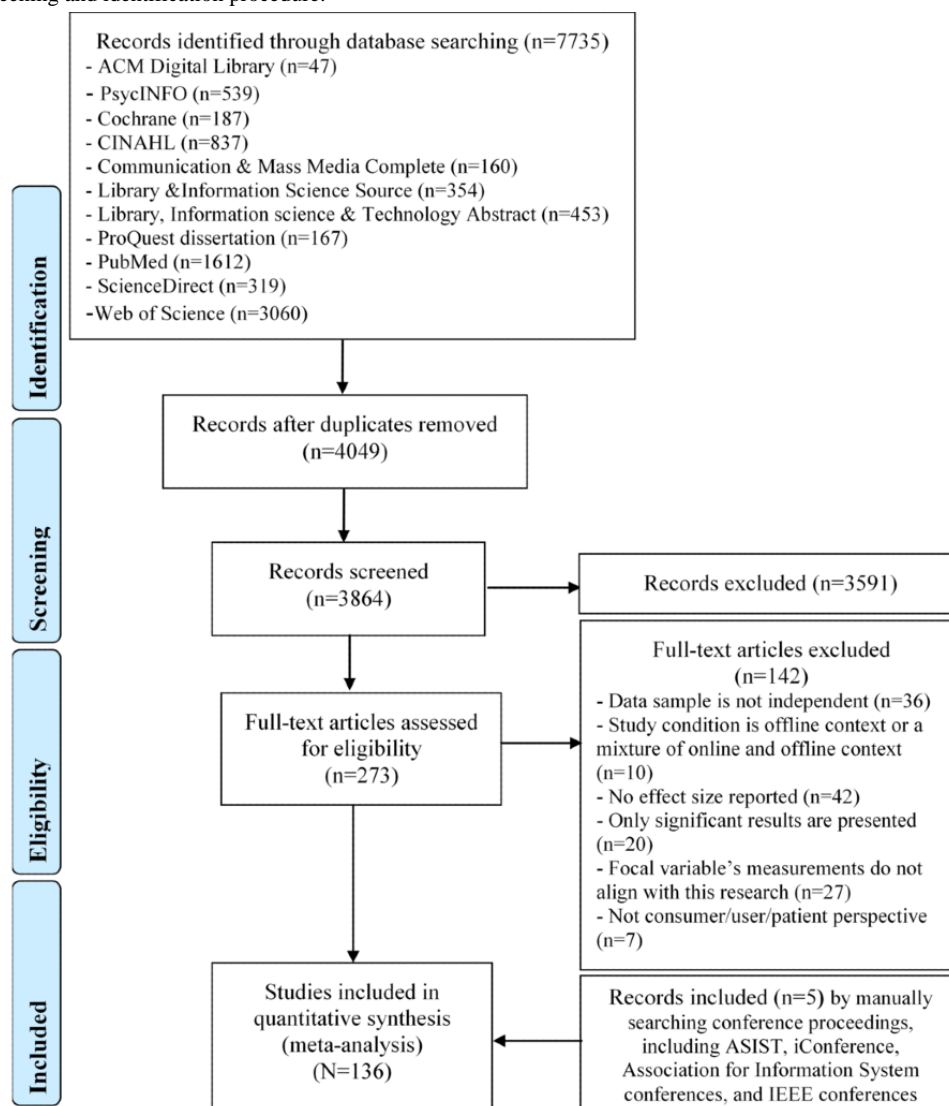 eening and identification procedure.
Records identified through database searching (n=7735)
- ACM Digital Library (n=47)
- PsycINFO (n=539)
- Cochrane (n=187)
- CINAHL (n=837)
- Communication & Mass Media Complete (n=160)
- Library &Information Science Source (n=354)
- Library, Information science & Technology Abstract (n=453)
- ProQuest dissertation (n=167)
- PubMed (n=1612)
- ScienceDirect (n=319)
-Web of Science (n=3060)
Identification
Records after duplicates removed
(n=4049)
Screening
Records screened
(n=3864)
Records excluded (n=3591)
Eligibility
Full-text articles assessed
for eligibility
(n=273)
Full-text articles excluded
(n=142)
- Data sample is not independent (n=36)
- Study condition is offline context or a
mixture of online and offline context
(n=10)
- No effect size reported (n=42)
- Only significant results are presented
(n=20)
- Focal variable's measurements do not
align with this research (n=27)
- Not consumer/user/patient perspective
(n=7)
Included
Studies included in
quantitative synthesis
(meta-analysis)
(N=136)
Records included (n=5) by manually
searching conference proceedings,
including ASIST, iConference,
Association for Information System
conferences, and IEEE conferences